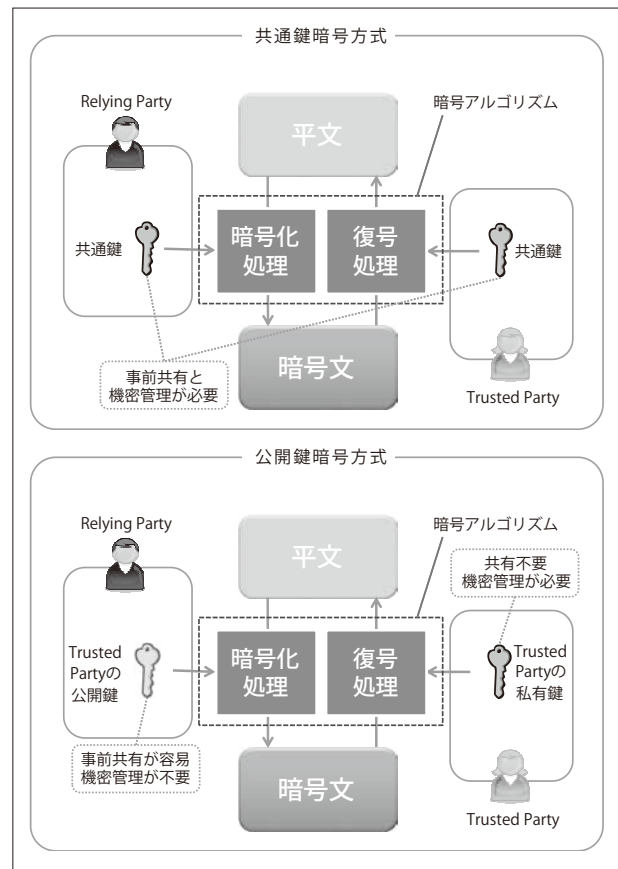 共通鍵暗号方式
Relying Party
暗号アルゴリズム
平文
共通鍵
暗号化
処理
復号
処理
共通鍵
事前共有と
機密管理が必要
暗号文
Trusted Party
公開鍵暗号方式
Relying Party
暗号アルゴリズム
平文
共有不要
機密管理が必要
Trusted
Partyの
公開鍵
暗号化
処理
復号
処理
Trusted
Partyの
私有鍵
事前共有が容易
機密管理が不要
暗号文
Trusted Party